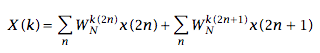 X(k) = ∑_n W_N^{k(2n)} x(2n) + ∑_n W_N^{k(2n+1)} x(2n + 1)